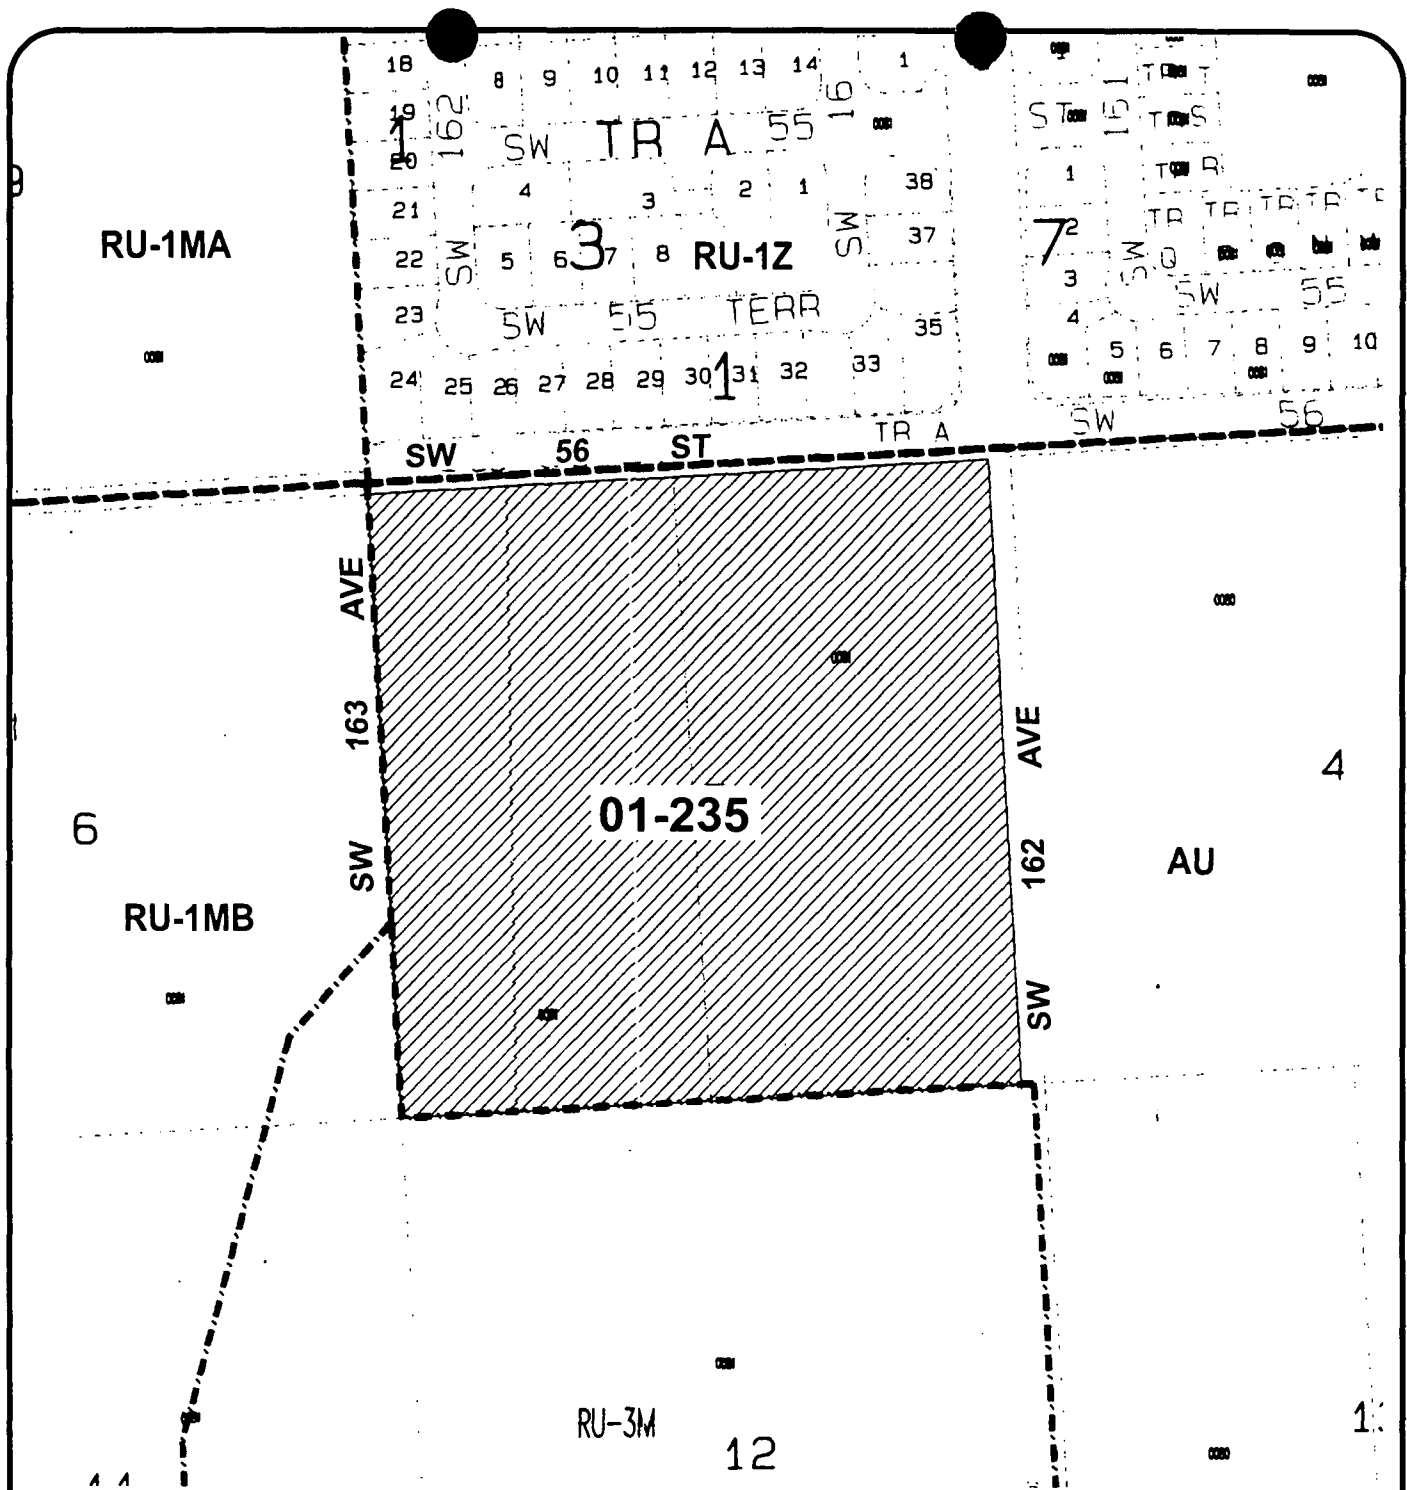 18 8 9 10 11 12 13 14 1
19 162 16 ST 151
1 SW TR A 55
20
9 21 4 3 2 1 38 1
RU-1MA 22 SW 5 6 3 7 8 RU-1Z SW 37 7 2 SW TR Q
3
23 SW 55 TERR 35 4 SW 55
24 25 26 27 28 29 30 1 31 32 33 5 6 7 8 9 10
SW 56 ST TR A SW 56
AVE
163 AVE
01-235 4
6
SW 162 AU
RU-1MB
SW
RU-3M
12